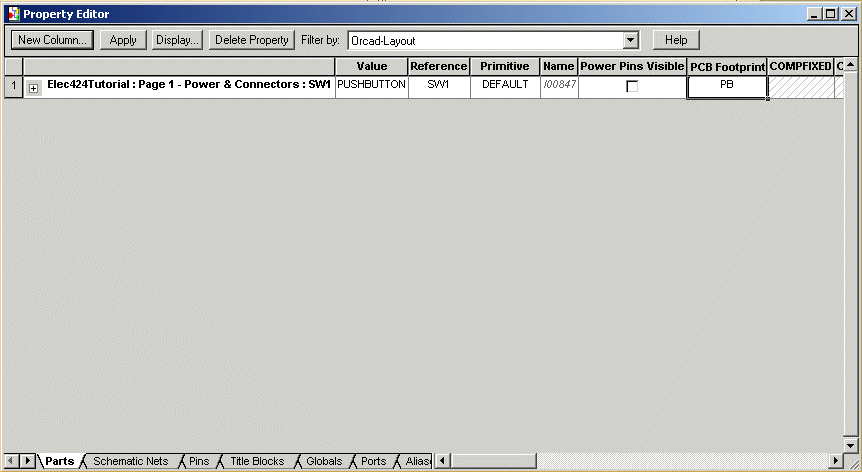 Property Editor
New Column... Apply Display... Delete Property Filter by: Orcad-Layout Help
Value Reference Primitive Name Power Pins Visible PCB Footprint COMPFIXED C
1 + Elec424Tutorial : Page 1 - Power & Connectors : SW1 PUSHBUTTON SW1 DEFAULT I00847 PB
Parts Schematic Nets Pins Title Blocks Globals Ports Alias